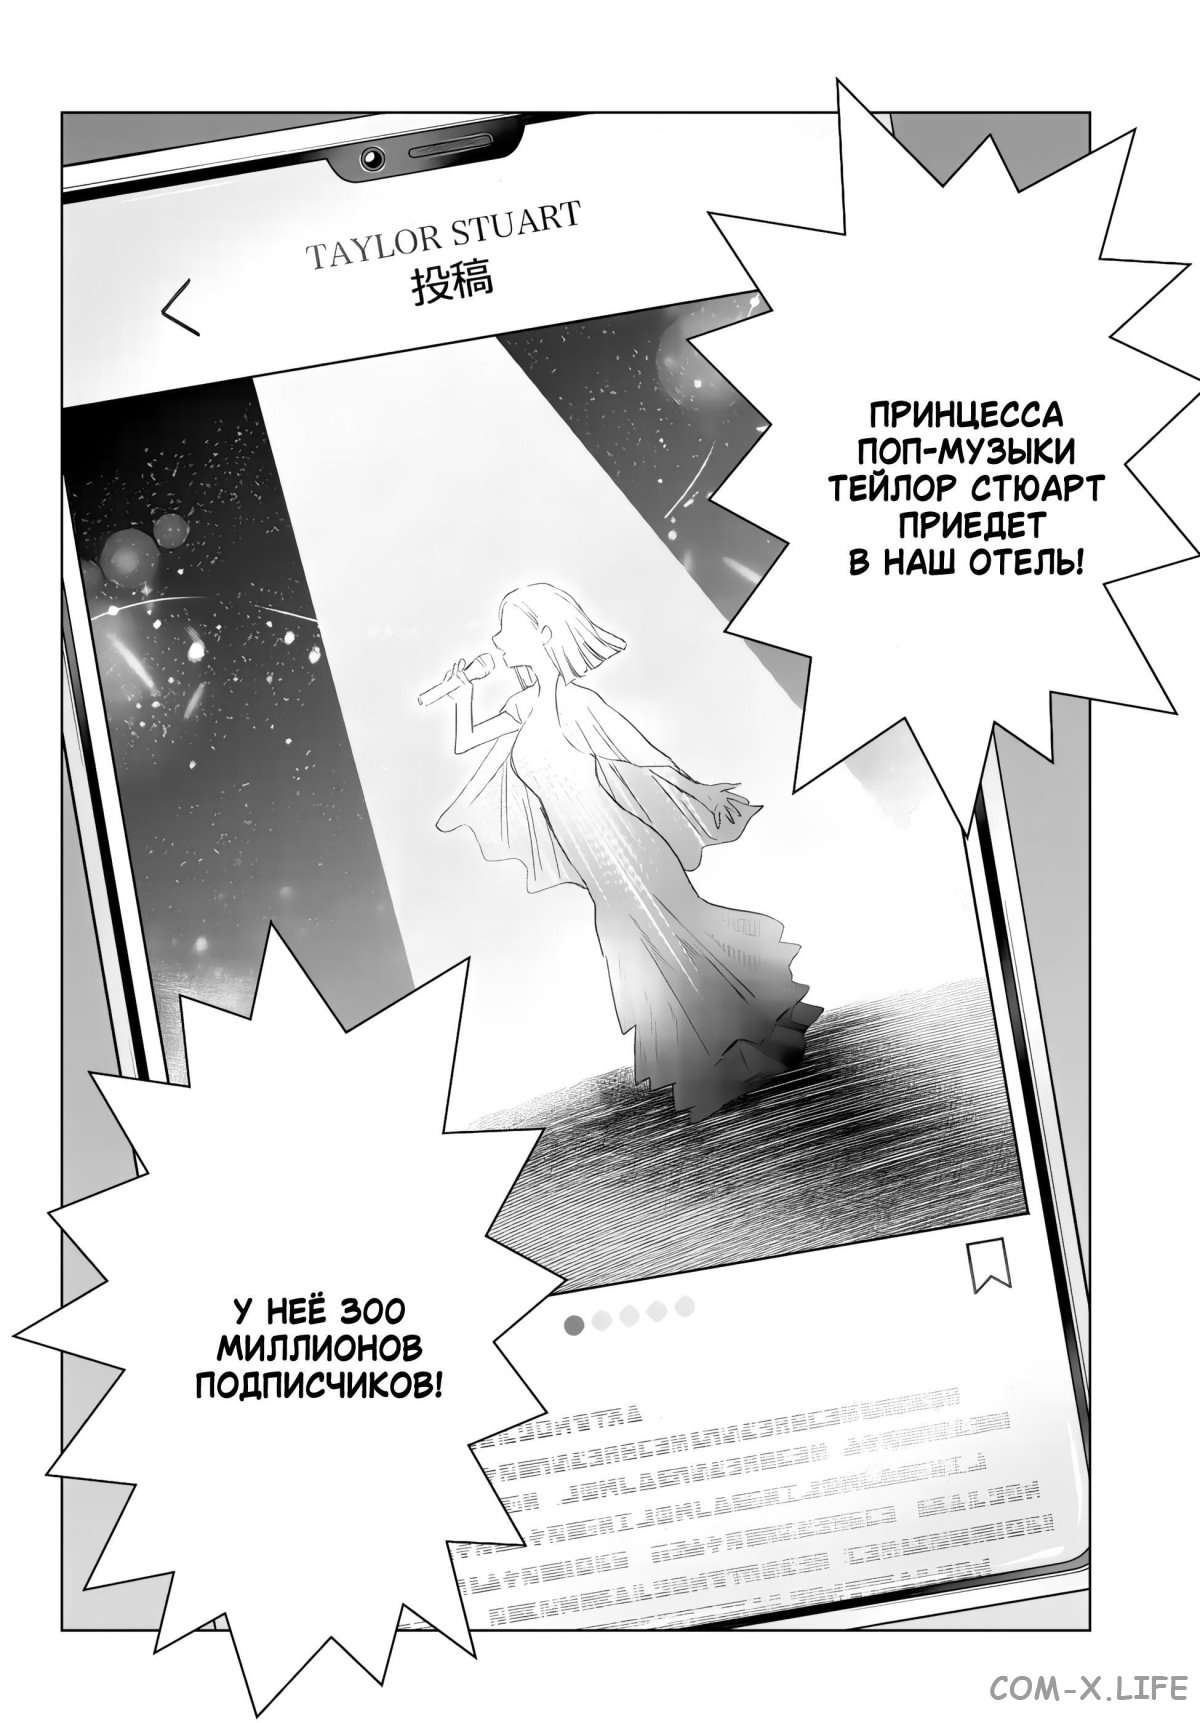 TAYLOR STUART
投稿
ПРИНЦЕССА
ПОП-МУЗЫКИ
ТЕЙЛОР СТЮАРТ
ПРИЕДЕТ
В НАШ ОТЕЛЬ!
У НЕЁ 300
МИЛЛИОНОВ
ПОДПИСЧИКОВ!
COM-X.LIFE